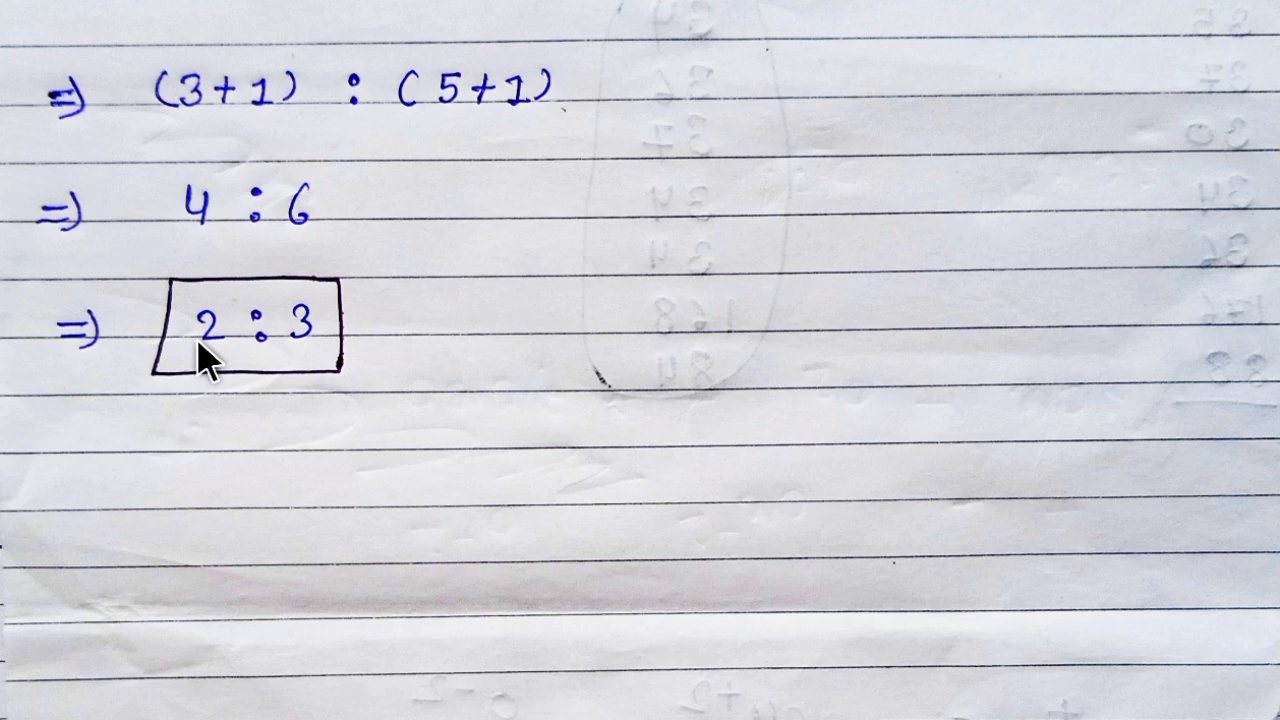 =) (3+1) : (5+1)
=) 4 : 6
=) 2 : 3